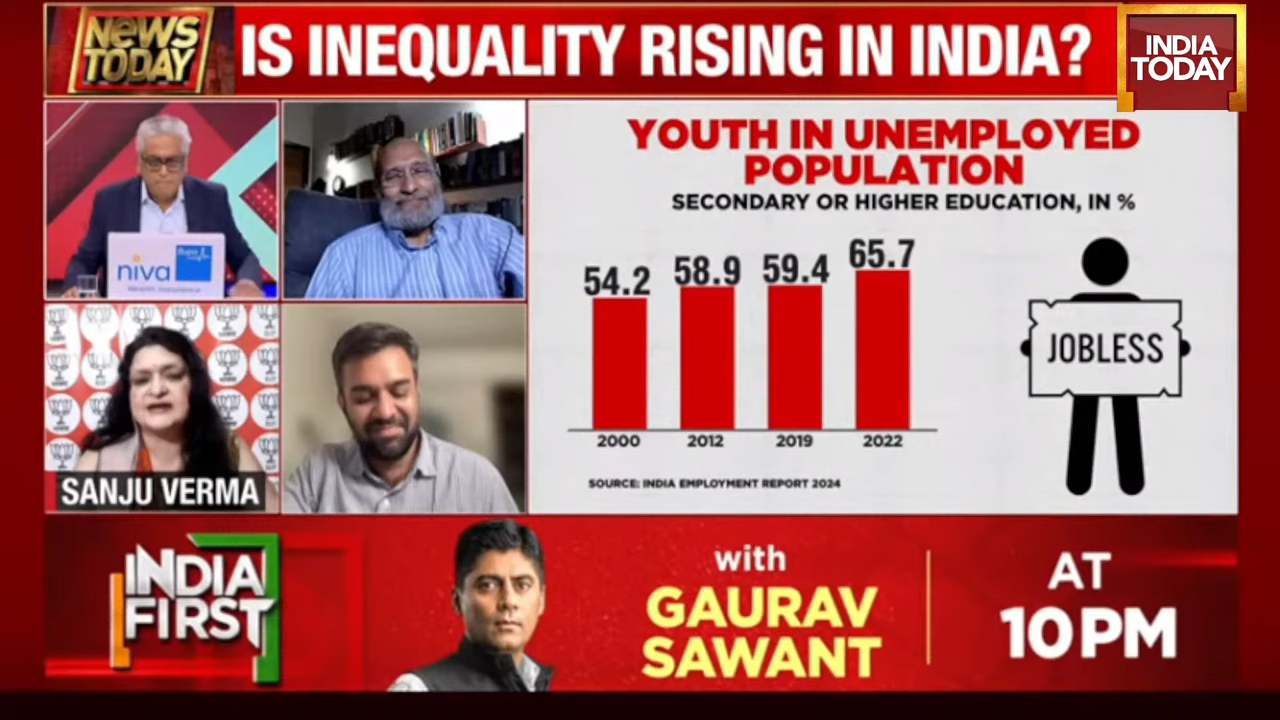 NEWS
TODAY
IS INEQUALITY RISING IN INDIA?
INDIA
TODAY
niva
SANJU VERMA
YOUTH IN UNEMPLOYED
POPULATION
SECONDARY OR HIGHER EDUCATION, IN %
54.2 58.9 59.4 65.7
2000 2012 2019 2022
JOBLESS
SOURCE: INDIA EMPLOYMENT REPORT 2024
INDIA
FIRST
with
GAURAV
SAWANT
AT
10PM